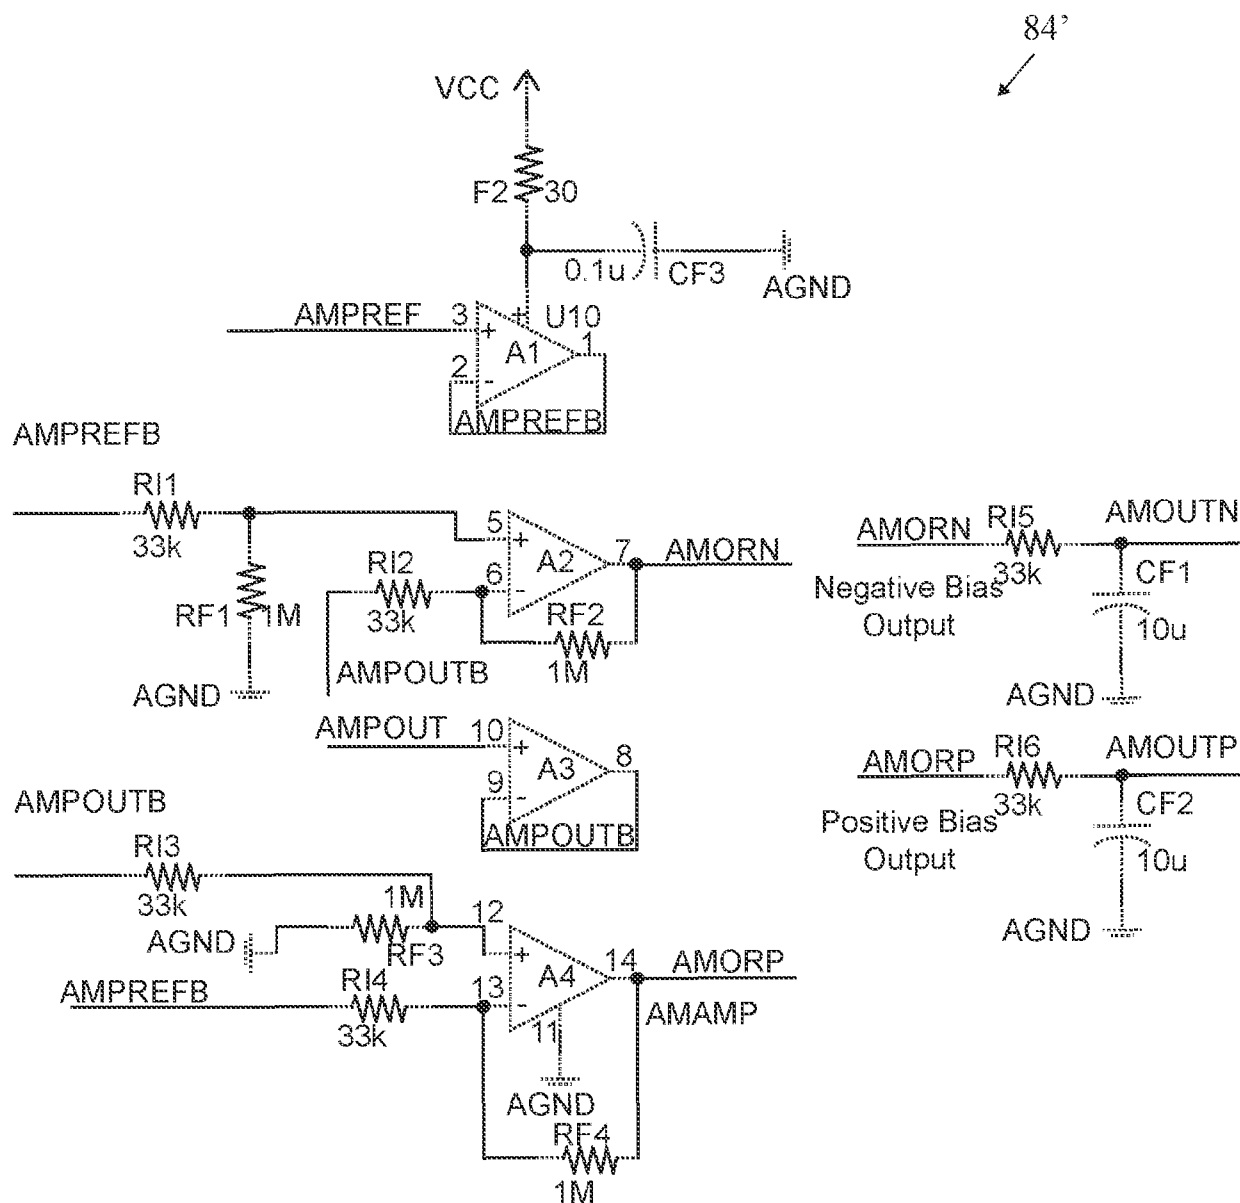 84’
VCC
F2 30
0.1u CF3
AGND
AMPREF 3 + + U10
A1 1
2 -
AMPREFB
AMPREFB
RI1
33k
5 +
A2 7 AMORN
RI2 6 -
33k
RF1 1M
RF2
1M
AMPOUTB
AGND
AMORN RI5 AMOUTN
33k
Negative Bias
Output
CF1
10u
AGND
AMPOUT 10 +
A3 8
9 -
AMPOUTB
AMORP RI6 AMOUTP
33k
Positive Bias
Output
CF2
10u
AGND
AMPOUTB
RI3
33k
1M
AGND RF3
12 +
A4 14 AMORP
AMPREFB RI4 13 -
33k
11
AMAMP
AGND
RF4
1M